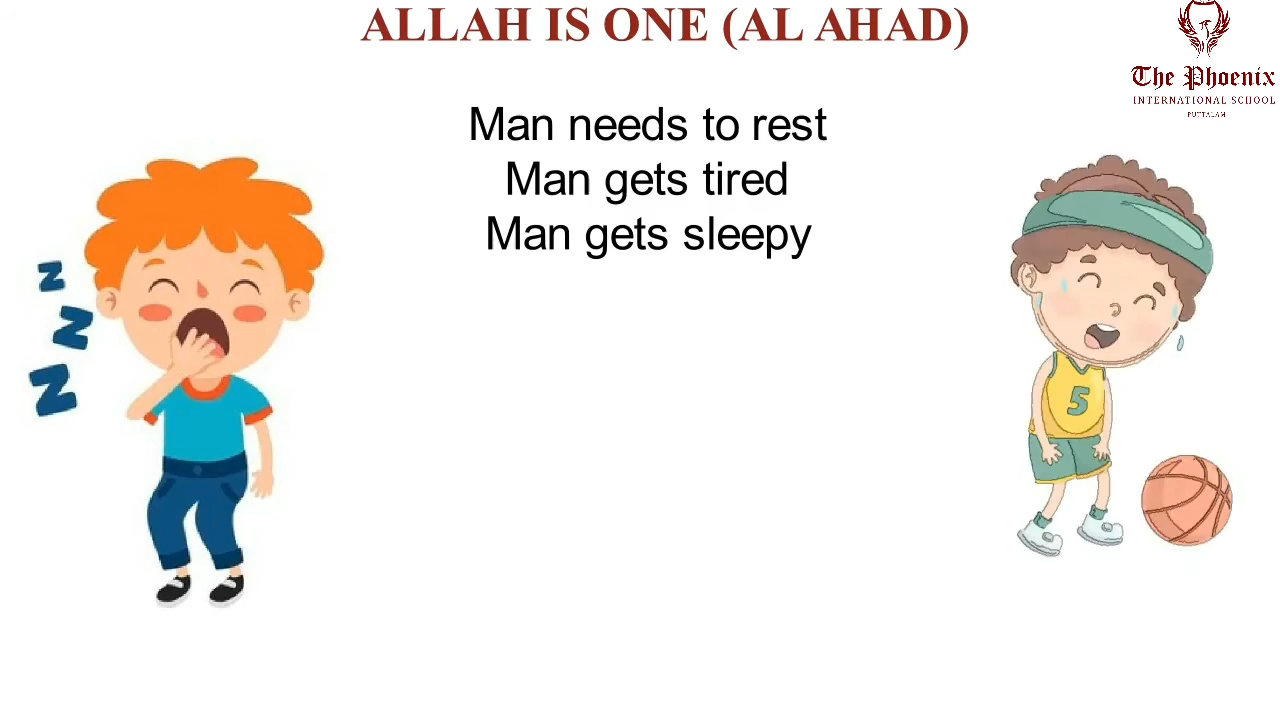 ALLAH IS ONE (AL AHAD)
The Phoenix
INTERNATIONAL SCHOOL
PUTTALAM
Man needs to rest
Man gets tired
Man gets sleepy
z
z
z
5